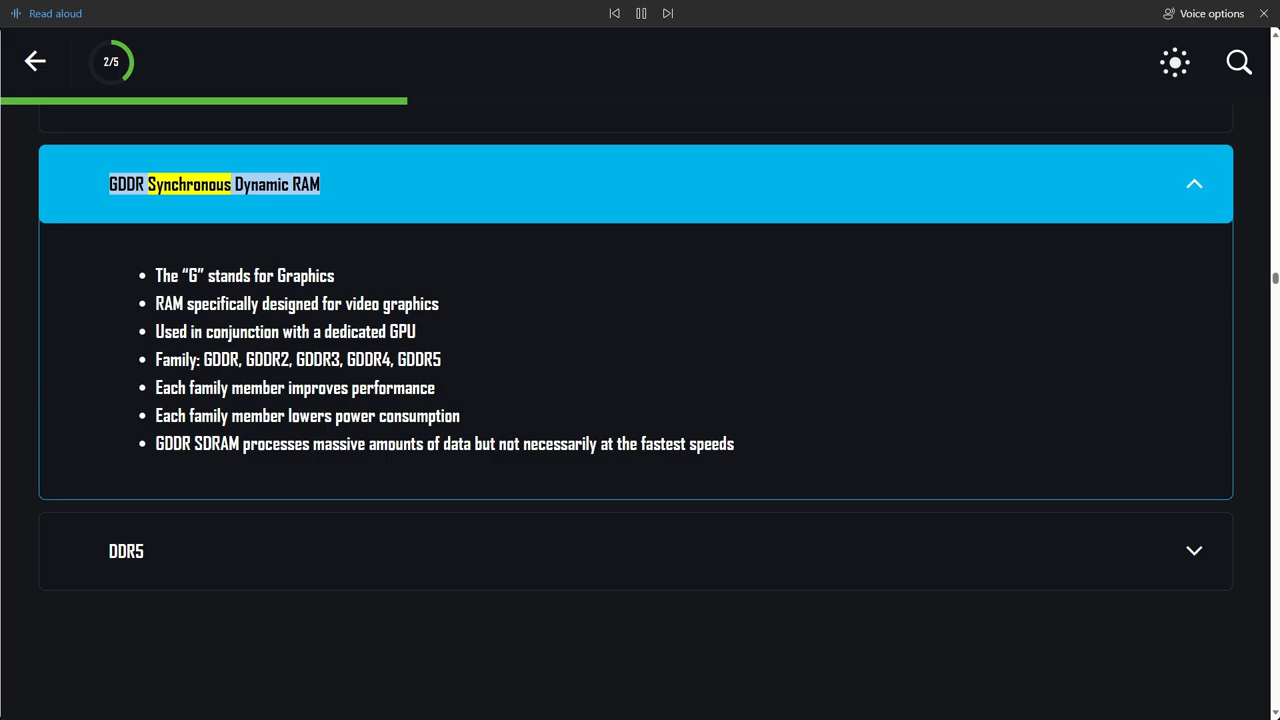 Read aloud
Voice options
2/5
GDDR Synchronous Dynamic RAM
The “G” stands for Graphics
RAM specifically designed for video graphics
Used in conjunction with a dedicated GPU
Family: GDDR, GDDR2, GDDR3, GDDR4, GDDR5
Each family member improves performance
Each family member lowers power consumption
GDDR SDRAM processes massive amounts of data but not necessarily at the fastest speeds
DDR5